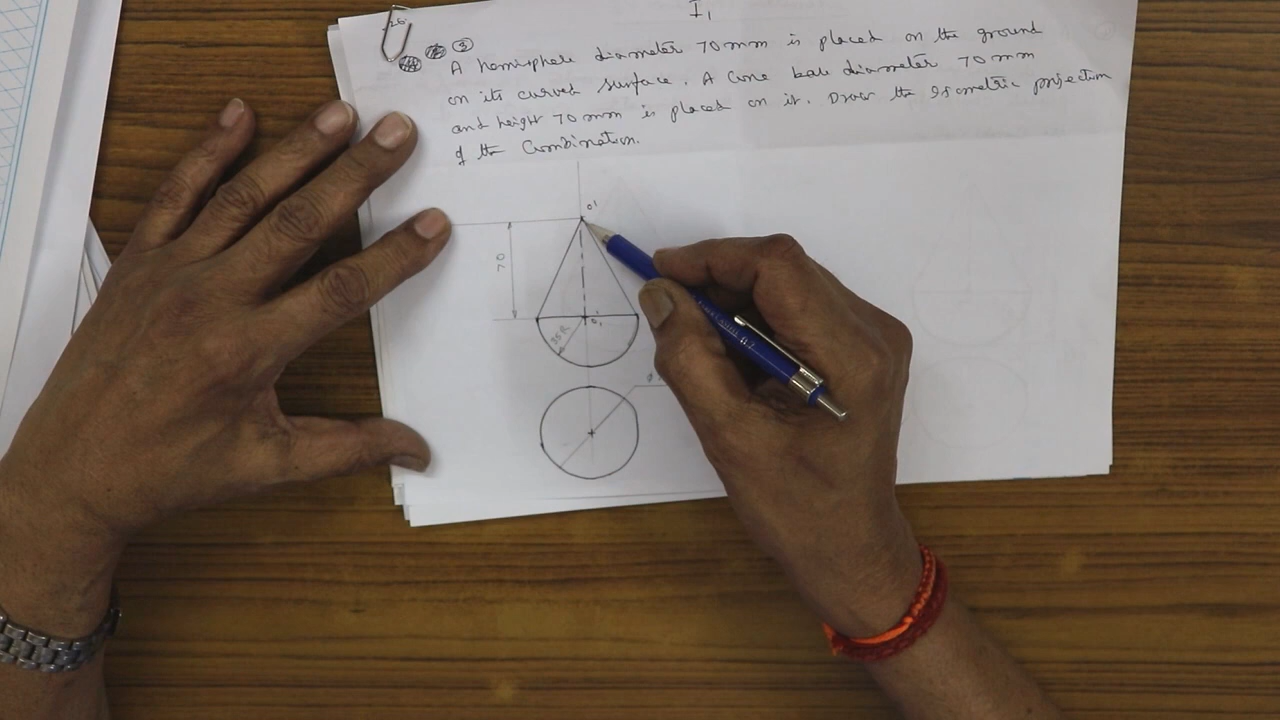 I1
26
3
A hemisphere diameter 70 mm is placed on the ground
on its curved surface. A Cone base diameter 70 mm
and height 70 mm is placed on it. Draw the Isometric projection
of the Combination.
o'
70
35R